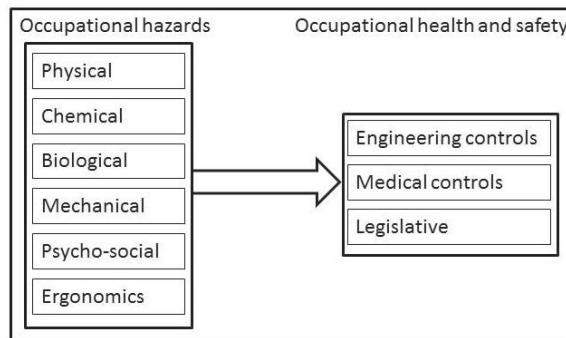 Occupational hazards
Physical
Chemical
Biological
Mechanical
Psycho-social
Ergonomics
Occupational health and safety
Engineering controls
Medical controls
Legislative